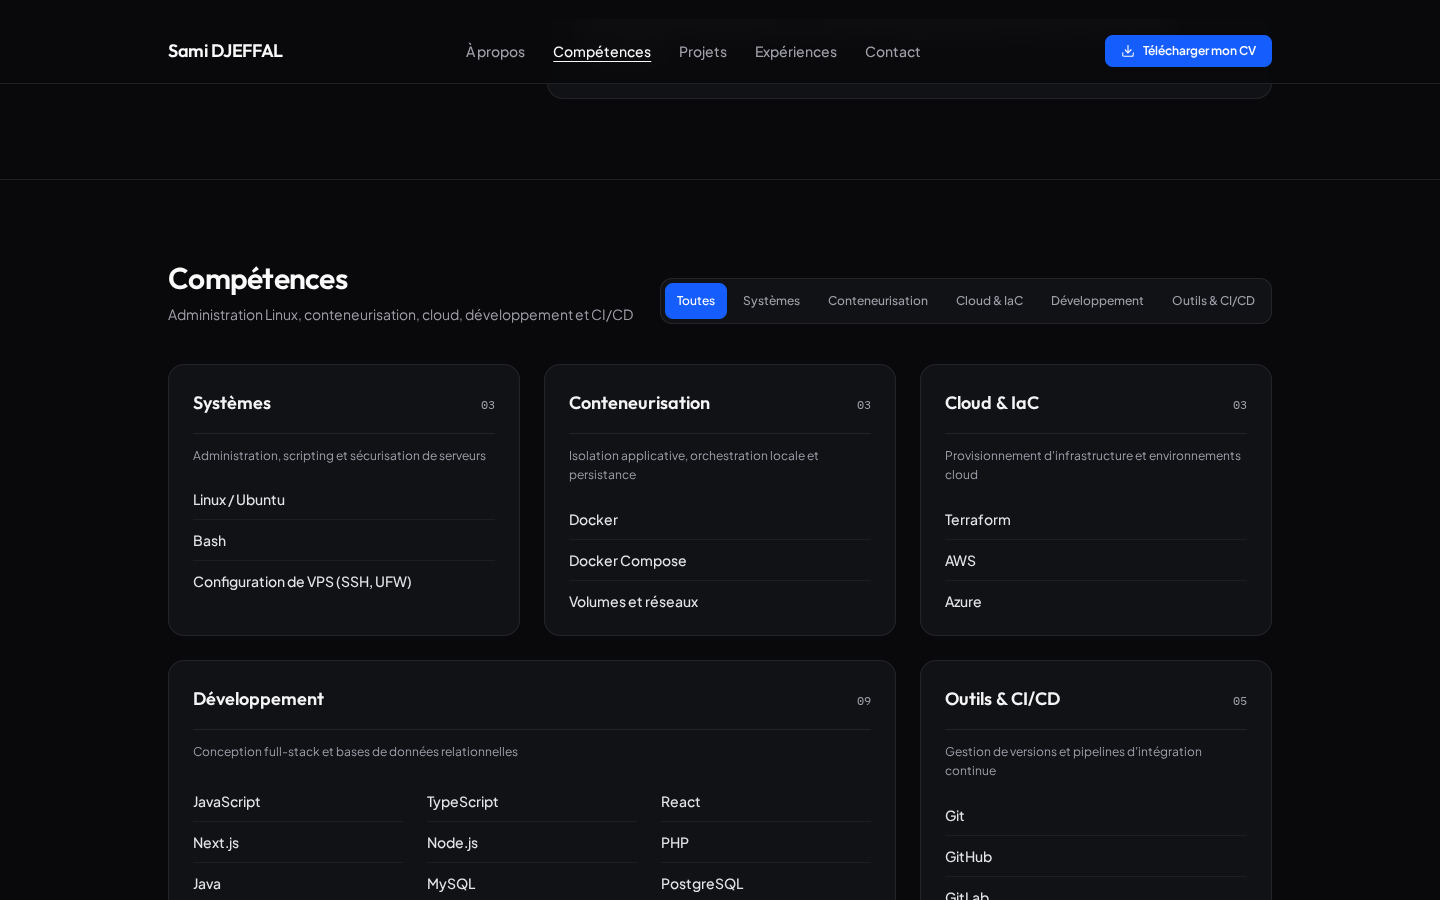 Sami DJEFFAL
À propos
Compétences
Projets
Expériences
Contact
Télécharger mon CV
Compétences
Administration Linux, conteneurisation, cloud, développement et CI/CD
Toutes
Systèmes
Conteneurisation
Cloud & IaC
Développement
Outils & CI/CD
Systèmes
03
Administration, scripting et sécurisation de serveurs
Linux / Ubuntu
Bash
Configuration de VPS (SSH, UFW)
Conteneurisation
03
Isolation applicative, orchestration locale et
persistance
Docker
Docker Compose
Volumes et réseaux
Cloud & IaC
03
Provisionnement d'infrastructure et environnements
cloud
Terraform
AWS
Azure
Développement
09
Conception full-stack et bases de données relationnelles
JavaScript
TypeScript
React
Next.js
Node.js
PHP
Java
MySQL
PostgreSQL
Outils & CI/CD
05
Gestion de versions et pipelines d'intégration
continue
Git
GitHub
GitLab